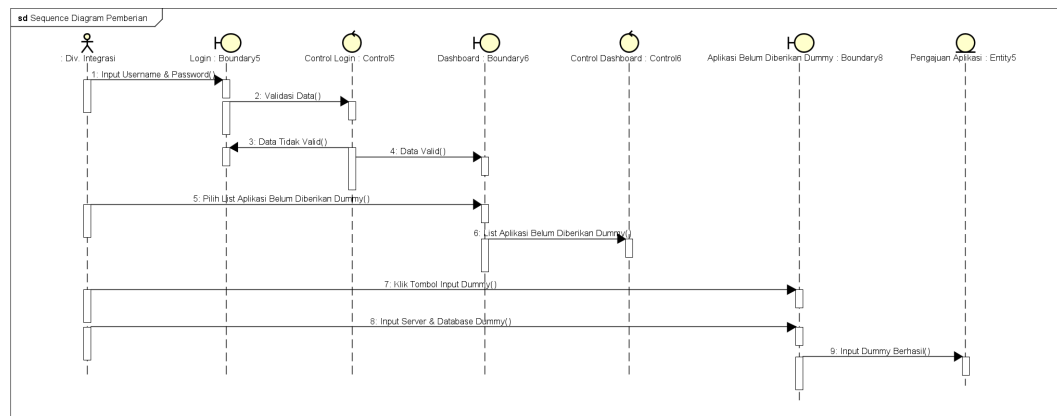 sd Sequence Diagram Pemberian
: Div. Integrasi
Login : Boundary5
Control Login : Control5
Dashboard : Boundary6
Control Dashboard : Control6
Aplikasi Belum Diberikan Dummy : Boundary8
Pengajuan Aplikasi : Entity5
1: Input Username & Password()
2: Validasi Data()
3: Data Tidak Valid()
4: Data Valid()
5: Pilih List Aplikasi Belum Diberikan Dummy()
6: List Aplikasi Belum Diberikan Dummy()
7: Klik Tombol Input Dummy()
8: Input Server & Database Dummy()
9: Input Dummy Berhasil()